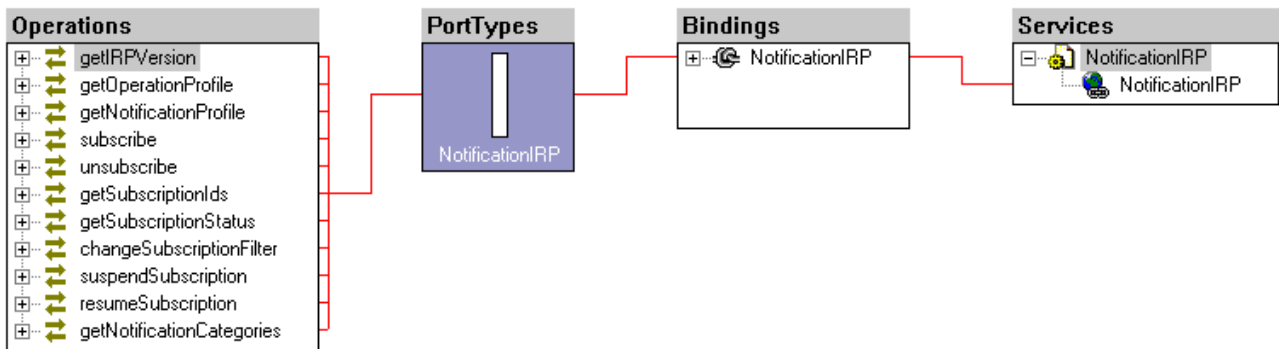 Operations
getIRPVersion
getOperationProfile
getNotificationProfile
subscribe
unsubscribe
getSubscriptionIds
getSubscriptionStatus
changeSubscriptionFilter
suspendSubscription
resumeSubscription
getNotificationCategories
PortTypes
NotificationIRP
Bindings
NotificationIRP
Services
NotificationIRP
NotificationIRP